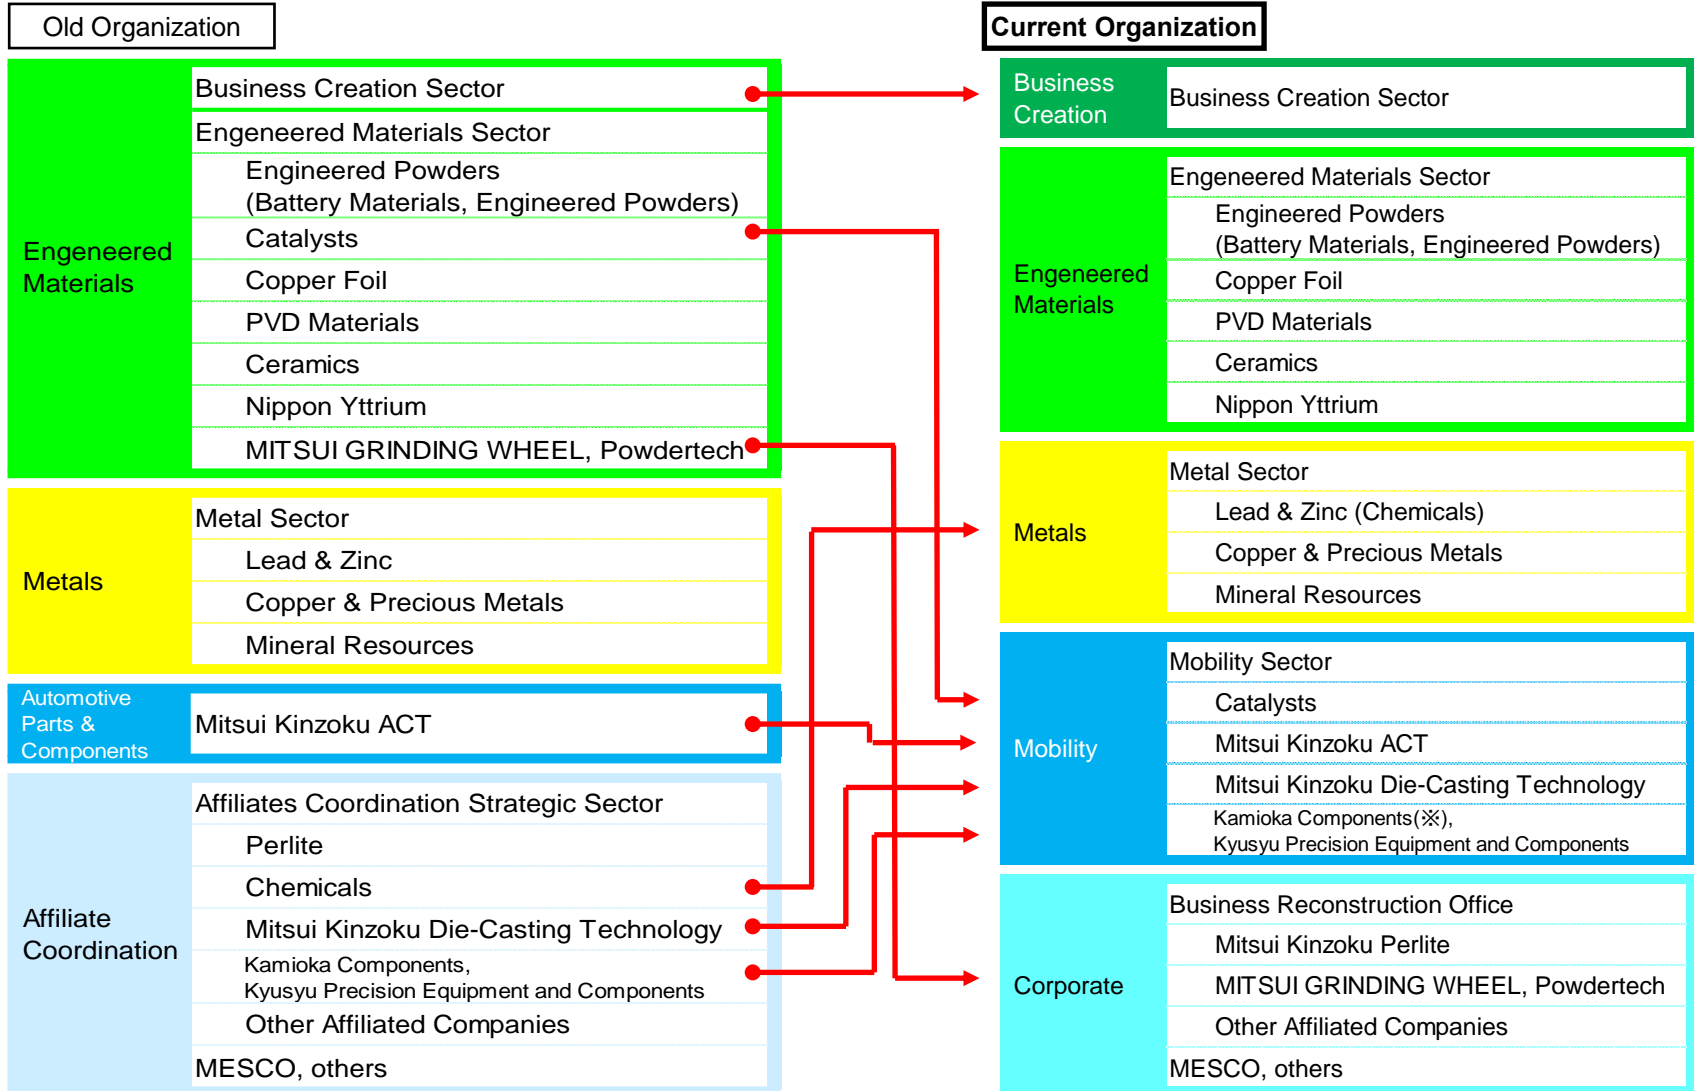 Old Organization
Business Creation Sector
Engeneered Materials Sector
Engineered Powders
(Battery Materials, Engineered Powders)
Catalysts
Engeneered
Materials
Copper Foil
PVD Materials
Ceramics
Nippon Yttrium
MITSUI GRINDING WHEEL, Powdertech
Metal Sector
Lead & Zinc
Metals
Copper & Precious Metals
Mineral Resources
Automotive
Parts &
Components
Mitsui Kinzoku ACT
Affiliates Coordination Strategic Sector
Perlite
Chemicals
Affiliate
Coordination
Mitsui Kinzoku Die-Casting Technology
Kamioka Components,
Kyusyu Precision Equipment and Components
Other Affiliated Companies
MESCO, others
Current Organization
Business
Creation
Business Creation Sector
Engeneered Materials Sector
Engineered Powders
(Battery Materials, Engineered Powders)
Engeneered
Materials
Copper Foil
PVD Materials
Ceramics
Nippon Yttrium
Metal Sector
Lead & Zinc (Chemicals)
Metals
Copper & Precious Metals
Mineral Resources
Mobility Sector
Catalysts
Mobility
Mitsui Kinzoku ACT
Mitsui Kinzoku Die-Casting Technology
Kamioka Components(※),
Kyusyu Precision Equipment and Components
Business Reconstruction Office
Mitsui Kinzoku Perlite
Corporate
MITSUI GRINDING WHEEL, Powdertech
Other Affiliated Companies
MESCO, others